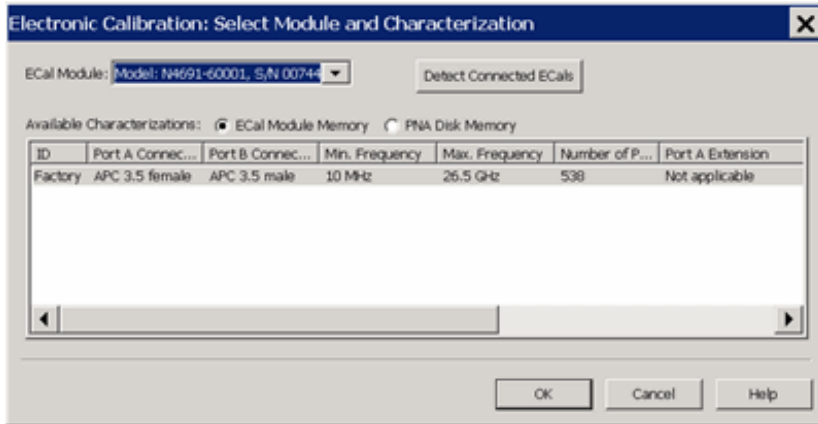 Electronic Calibration: Select Module and Characterization
ECal Module: Model: N4691-60001, S/N 00744 Detect Connected ECals
Available Characterizations: ECal Module Memory PNA Disk Memory
ID Port A Connec... Port B Connec... Min. Frequency Max. Frequency Number of P... Port A Extension
Factory APC 3.5 female APC 3.5 male 10 MHz 26.5 GHz 538 Not applicable
OK Cancel Help